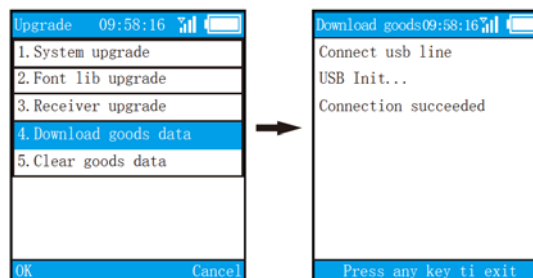 Upgrade 09:58:16
1. System upgrade
2. Font lib upgrade
3. Receiver upgrade
4. Download goods data
5. Clear goods data
OK Cancel
Download goods09:58:16
Connect usb line
USB Init...
Connection succeeded
Press any key ti exit